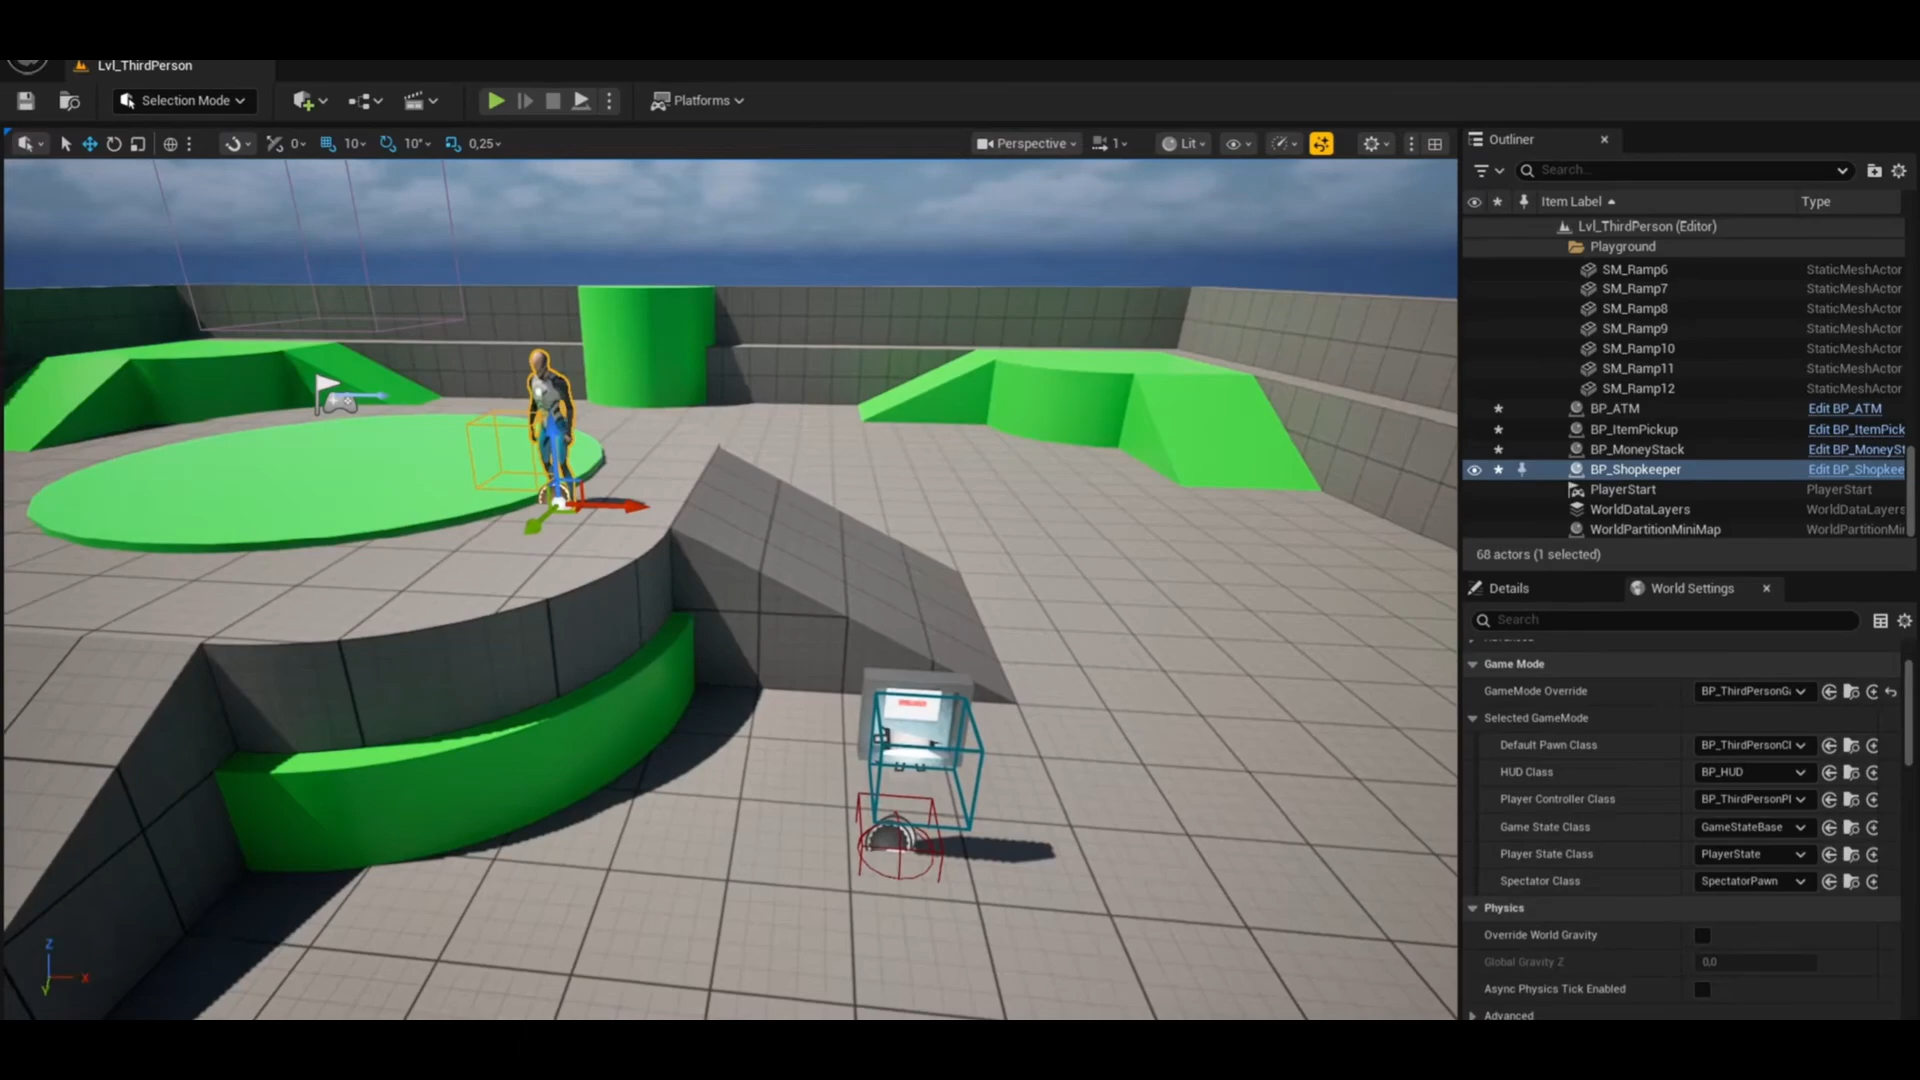 Lvl_ThirdPerson
Selection Mode
Platforms
0
10
10°
0,25
Perspective
1
Lit
Outliner
Search...
Item Label
Type
Lvl_ThirdPerson (Editor)
Playground
SM_Ramp6 StaticMeshActor
SM_Ramp7 StaticMeshActor
SM_Ramp8 StaticMeshActor
SM_Ramp9 StaticMeshActor
SM_Ramp10 StaticMeshActor
SM_Ramp11 StaticMeshActor
SM_Ramp12 StaticMeshActor
BP_ATM Edit BP_ATM
BP_ItemPickup Edit BP_ItemPick
BP_MoneyStack Edit BP_MoneySt
BP_Shopkeeper Edit BP_Shopkee
PlayerStart PlayerStart
WorldDataLayers WorldDataLayers
WorldPartitionMiniMap WorldPartitionMi
68 actors (1 selected)
Details
World Settings
Search
Game Mode
GameMode Override BP_ThirdPersonG
Selected GameMode
Default Pawn Class BP_ThirdPersonCl
HUD Class BP_HUD
Player Controller Class BP_ThirdPersonPl
Game State Class GameStateBase
Player State Class PlayerState
Spectator Class SpectatorPawn
Physics
Override World Gravity
Global Gravity Z 0,0
Async Physics Tick Enabled
Advanced
Z
X
Y